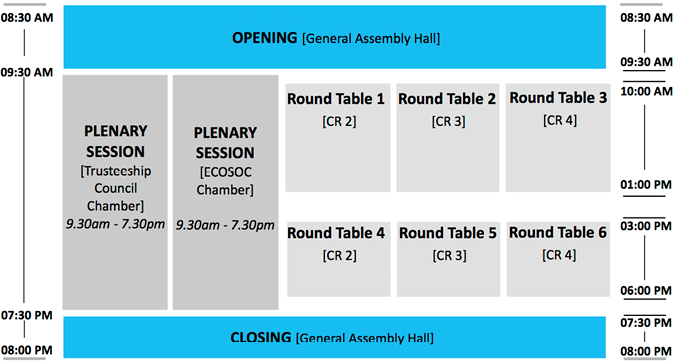 08:30 AM
09:30 AM
07:30 PM
08:00 PM
OPENING [General Assembly Hall]
PLENARY
SESSION
[Trusteeship
Council
Chamber]
9.30am - 7.30pm
PLENARY
SESSION
[ECOSOC
Chamber]
9.30am - 7.30pm
Round Table 1
[CR 2]
Round Table 2
[CR 3]
Round Table 3
[CR 4]
Round Table 4
[CR 2]
Round Table 5
[CR 3]
Round Table 6
[CR 4]
CLOSING [General Assembly Hall]
08:30 AM
09:30 AM
10:00 AM
01:00 PM
03:00 PM
06:00 PM
07:30 PM
08:00 PM